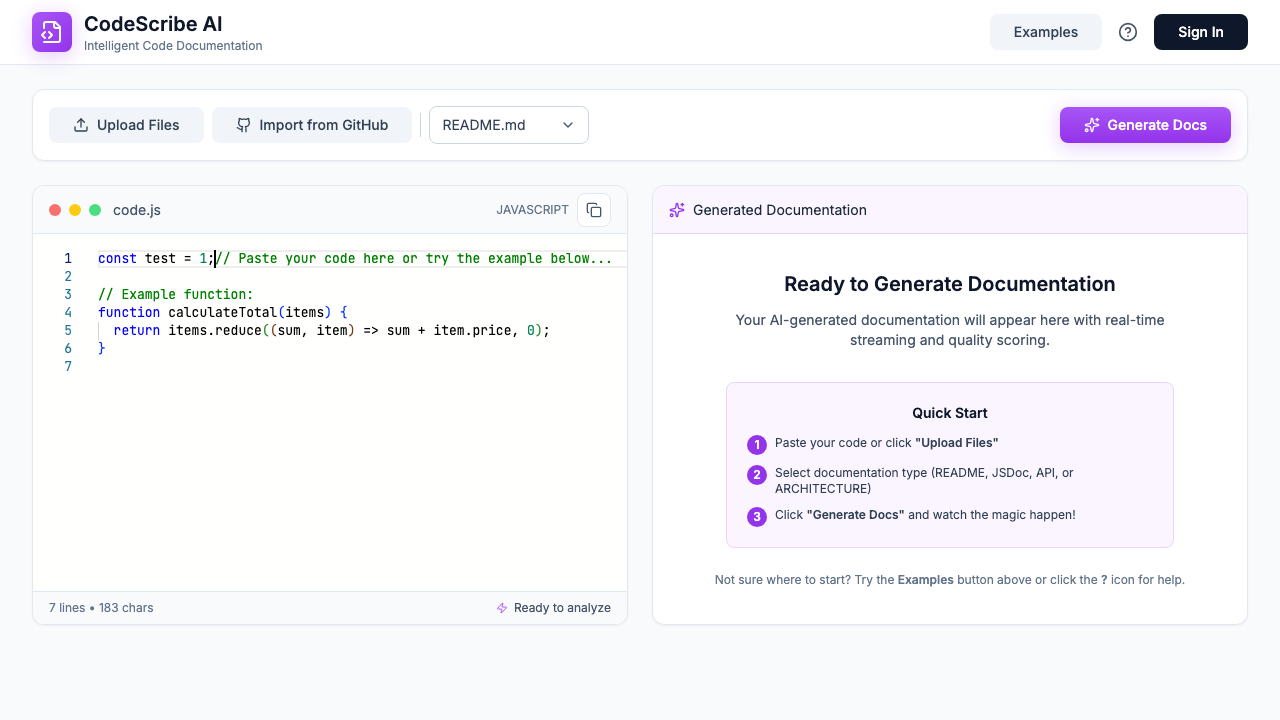 CodeScribe AI
Intelligent Code Documentation
Examples
Sign In
Upload Files
Import from GitHub
README.md
Generate Docs
code.js
JAVASCRIPT
1 const test = 1;// Paste your code here or try the example below...
2
3 // Example function:
4 function calculateTotal(items) {
5   return items.reduce((sum, item) => sum + item.price, 0);
6 }
7
7 lines • 183 chars
Ready to analyze
Generated Documentation
Ready to Generate Documentation
Your AI-generated documentation will appear here with real-time
streaming and quality scoring.
Quick Start
1 Paste your code or click "Upload Files"
2 Select documentation type (README, JSDoc, API, or
ARCHITECTURE)
3 Click "Generate Docs" and watch the magic happen!
Not sure where to start? Try the Examples button above or click the ? icon for help.